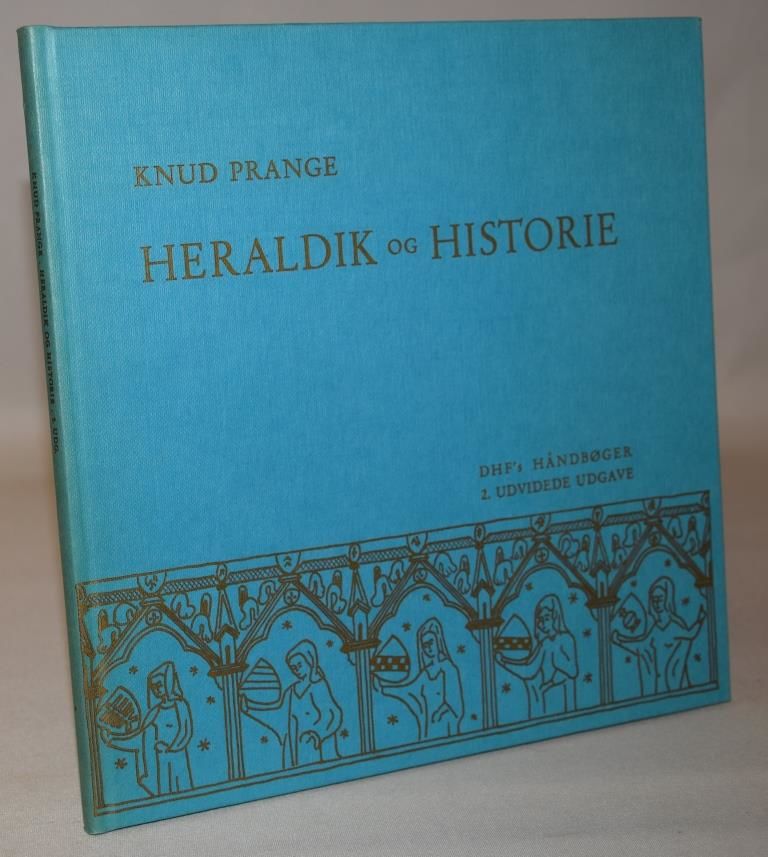 KNUD PRANGE
HERALDIK OG HISTORIE
DHF's HÅNDBØGER
2. UDVIDEDE UDGAVE
KNUD PRANGE · HERALDIK OG HISTORIE · 2. UDG.